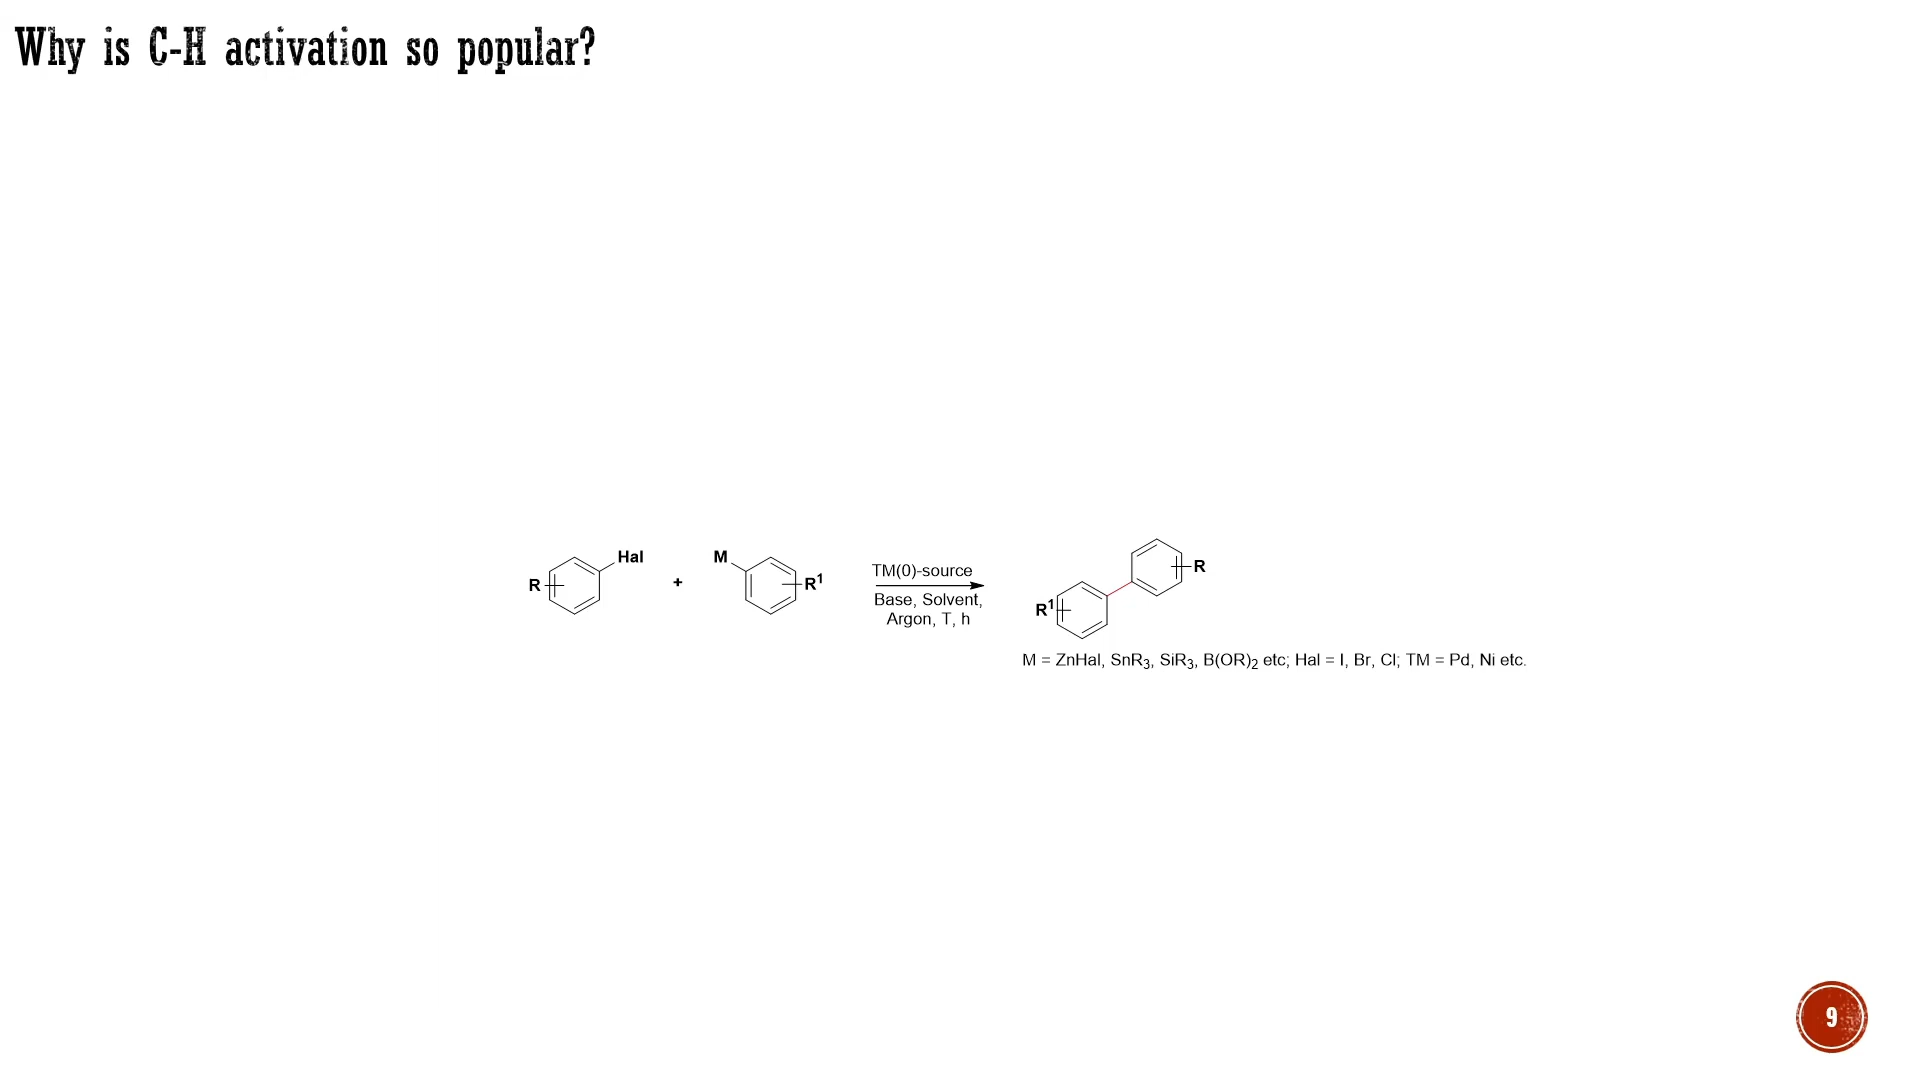 Why is C-H activation so popular?
Hal
M
R
+
R¹
TM(0)-source
Base, Solvent,
Argon, T, h
R
R¹
M = ZnHal, SnR₃, SiR₃, B(OR)₂ etc; Hal = I, Br, Cl; TM = Pd, Ni etc.
9